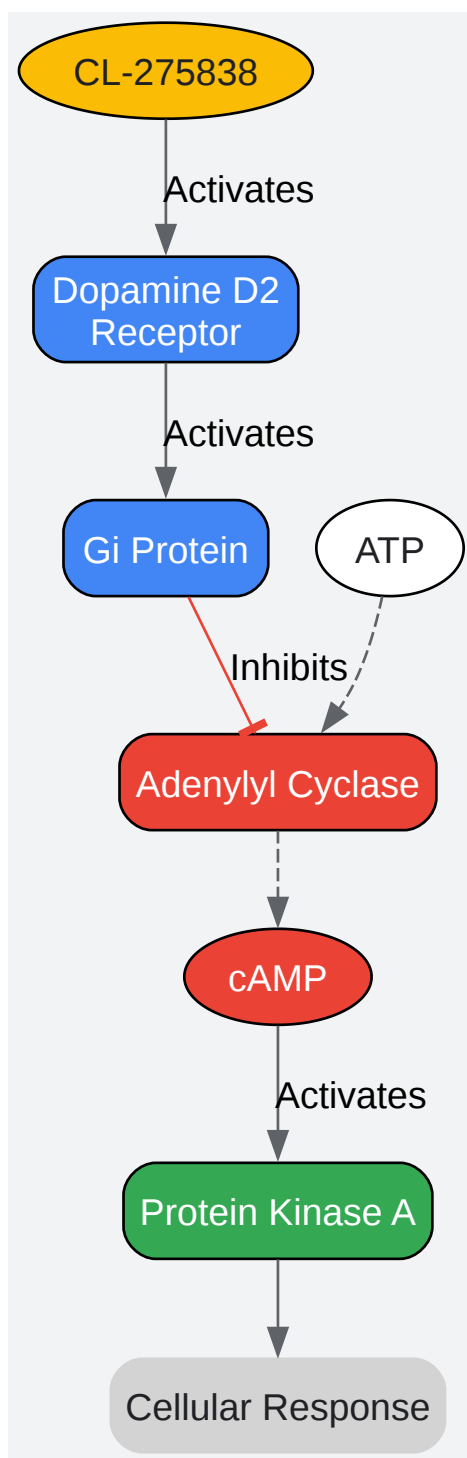 CL-275838
Activates
Dopamine D2
Receptor
Activates
Gi Protein
ATP
Inhibits
Adenylyl Cyclase
cAMP
Activates
Protein Kinase A
Cellular Response